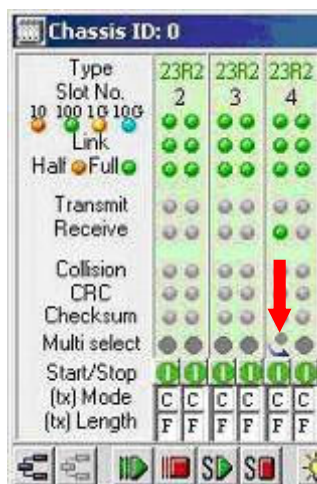 Chassis ID: 0
Type 23R2 23R2 23R2
Slot No. 2 3 4
10 100 1G 10G
Link
Half Full
Transmit
Receive
Collision
CRC
Checksum
Multi select
Start/Stop
(tx) Mode C C C C C C
(tx) Length F F F F F F
S S